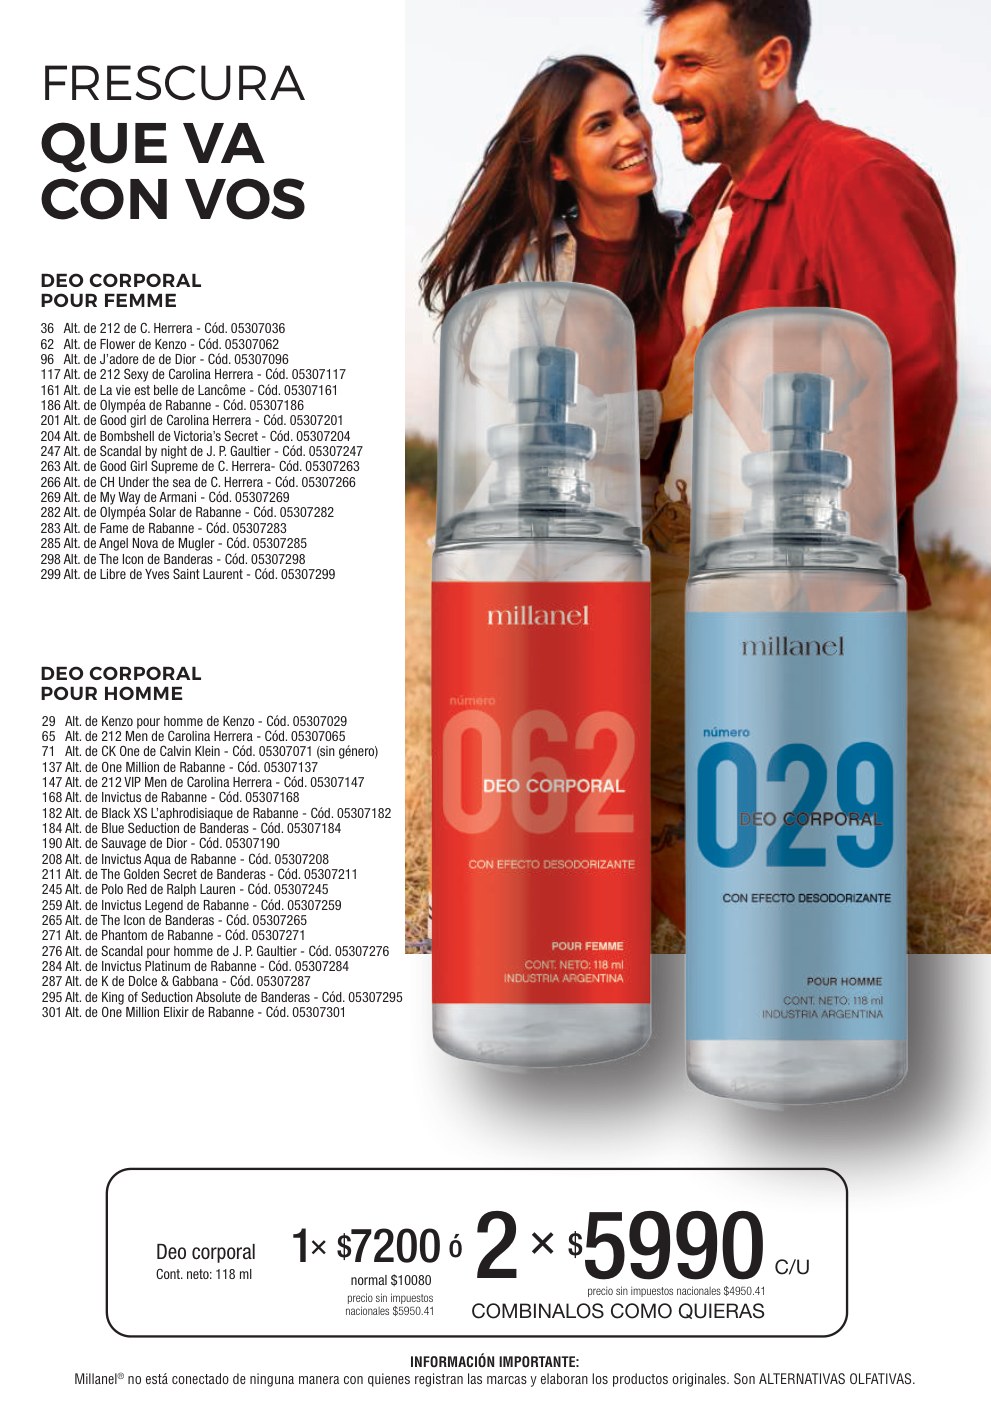 FRESCURA
QUE VA
CON VOS
DEO CORPORAL
POUR FEMME
36 Alt. de 212 de C. Herrera - Cód. 05307036
62 Alt. de Flower de Kenzo - Cód. 05307062
96 Alt. de J'adore de de Dior - Cód. 05307096
117 Alt. de 212 Sexy de Carolina Herrera - Cód. 05307117
161 Alt. de La vie est belle de Lancôme - Cód. 05307161
186 Alt. de Olympéa de Rabanne - Cód. 05307186
201 Alt. de Good girl de Carolina Herrera - Cód. 05307201
204 Alt. de Bombshell de Victoria's Secret - Cód. 05307204
247 Alt. de Scandal by night de J. P. Gaultier - Cód. 05307247
263 Alt. de Good Girl Supreme de C. Herrera- Cód. 05307263
266 Alt. de CH Under the sea de C. Herrera - Cód. 05307266
269 Alt. de My Way de Armani - Cód. 05307269
282 Alt. de Olympéa Solar de Rabanne - Cód. 05307282
283 Alt. de Fame de Rabanne - Cód. 05307283
285 Alt. de Angel Nova de Mugler - Cód. 05307285
298 Alt. de The Icon de Banderas - Cód. 05307298
299 Alt. de Libre de Yves Saint Laurent - Cód. 05307299
DEO CORPORAL
POUR HOMME
29 Alt. de Kenzo pour homme de Kenzo - Cód. 05307029
65 Alt. de 212 Men de Carolina Herrera - Cód. 05307065
71 Alt. de CK One de Calvin Klein - Cód. 05307071 (sin género)
137 Alt. de One Million de Rabanne - Cód. 05307137
147 Alt. de 212 VIP Men de Carolina Herrera - Cód. 05307147
168 Alt. de Invictus de Rabanne - Cód. 05307168
182 Alt. de Black XS L'aphrodisiaque de Rabanne - Cód. 05307182
184 Alt. de Blue Seduction de Banderas - Cód. 05307184
190 Alt. de Sauvage de Dior - Cód. 05307190
208 Alt. de Invictus Aqua de Rabanne - Cód. 05307208
211 Alt. de The Golden Secret de Banderas - Cód. 05307211
245 Alt. de Polo Red de Ralph Lauren - Cód. 05307245
259 Alt. de Invictus Legend de Rabanne - Cód. 05307259
265 Alt. de The Icon de Banderas - Cód. 05307265
271 Alt. de Phantom de Rabanne - Cód. 05307271
276 Alt. de Scandal pour homme de J. P. Gaultier - Cód. 05307276
284 Alt. de Invictus Platinum de Rabanne - Cód. 05307284
287 Alt. de K de Dolce & Gabbana - Cód. 05307287
295 Alt. de King of Seduction Absolute de Banderas - Cód. 05307295
301 Alt. de One Million Elixir de Rabanne - Cód. 05307301
millanel
número
062
DEO CORPORAL
CON EFECTO DESODORIZANTE
POUR FEMME
CONT. NETO: 118 ml
INDUSTRIA ARGENTINA
millanel
número
029
DEO CORPORAL
CON EFECTO DESODORIZANTE
POUR HOMME
CONT. NETO: 118 ml
INDUSTRIA ARGENTINA
Deo corporal
Cont. neto: 118 ml
1× $7200 ó 2 × $5990 C/U
normal $10080
precio sin impuestos
nacionales $5950.41
precio sin impuestos nacionales $4950.41
COMBINALOS COMO QUIERAS
INFORMACIÓN IMPORTANTE:
Millanel® no está conectado de ninguna manera con quienes registran las marcas y elaboran los productos originales. Son ALTERNATIVAS OLFATIVAS.